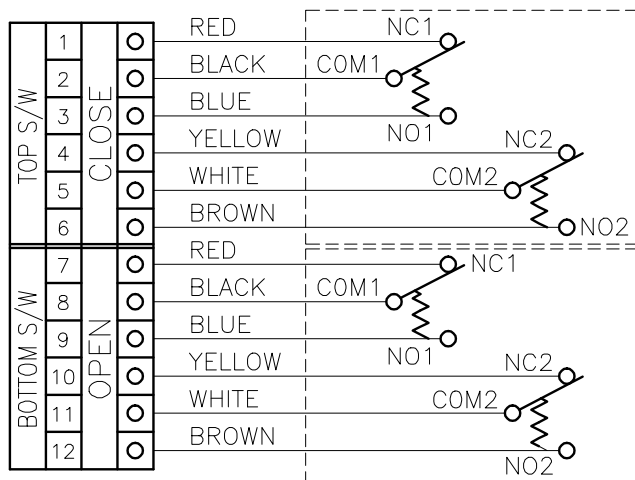 TOP S/W
CLOSE
1 RED NC1
2 BLACK COM1
3 BLUE NO1
4 YELLOW NC2
5 WHITE COM2
6 BROWN NO2
BOTTOM S/W
OPEN
7 RED NC1
8 BLACK COM1
9 BLUE NO1
10 YELLOW NC2
11 WHITE COM2
12 BROWN NO2